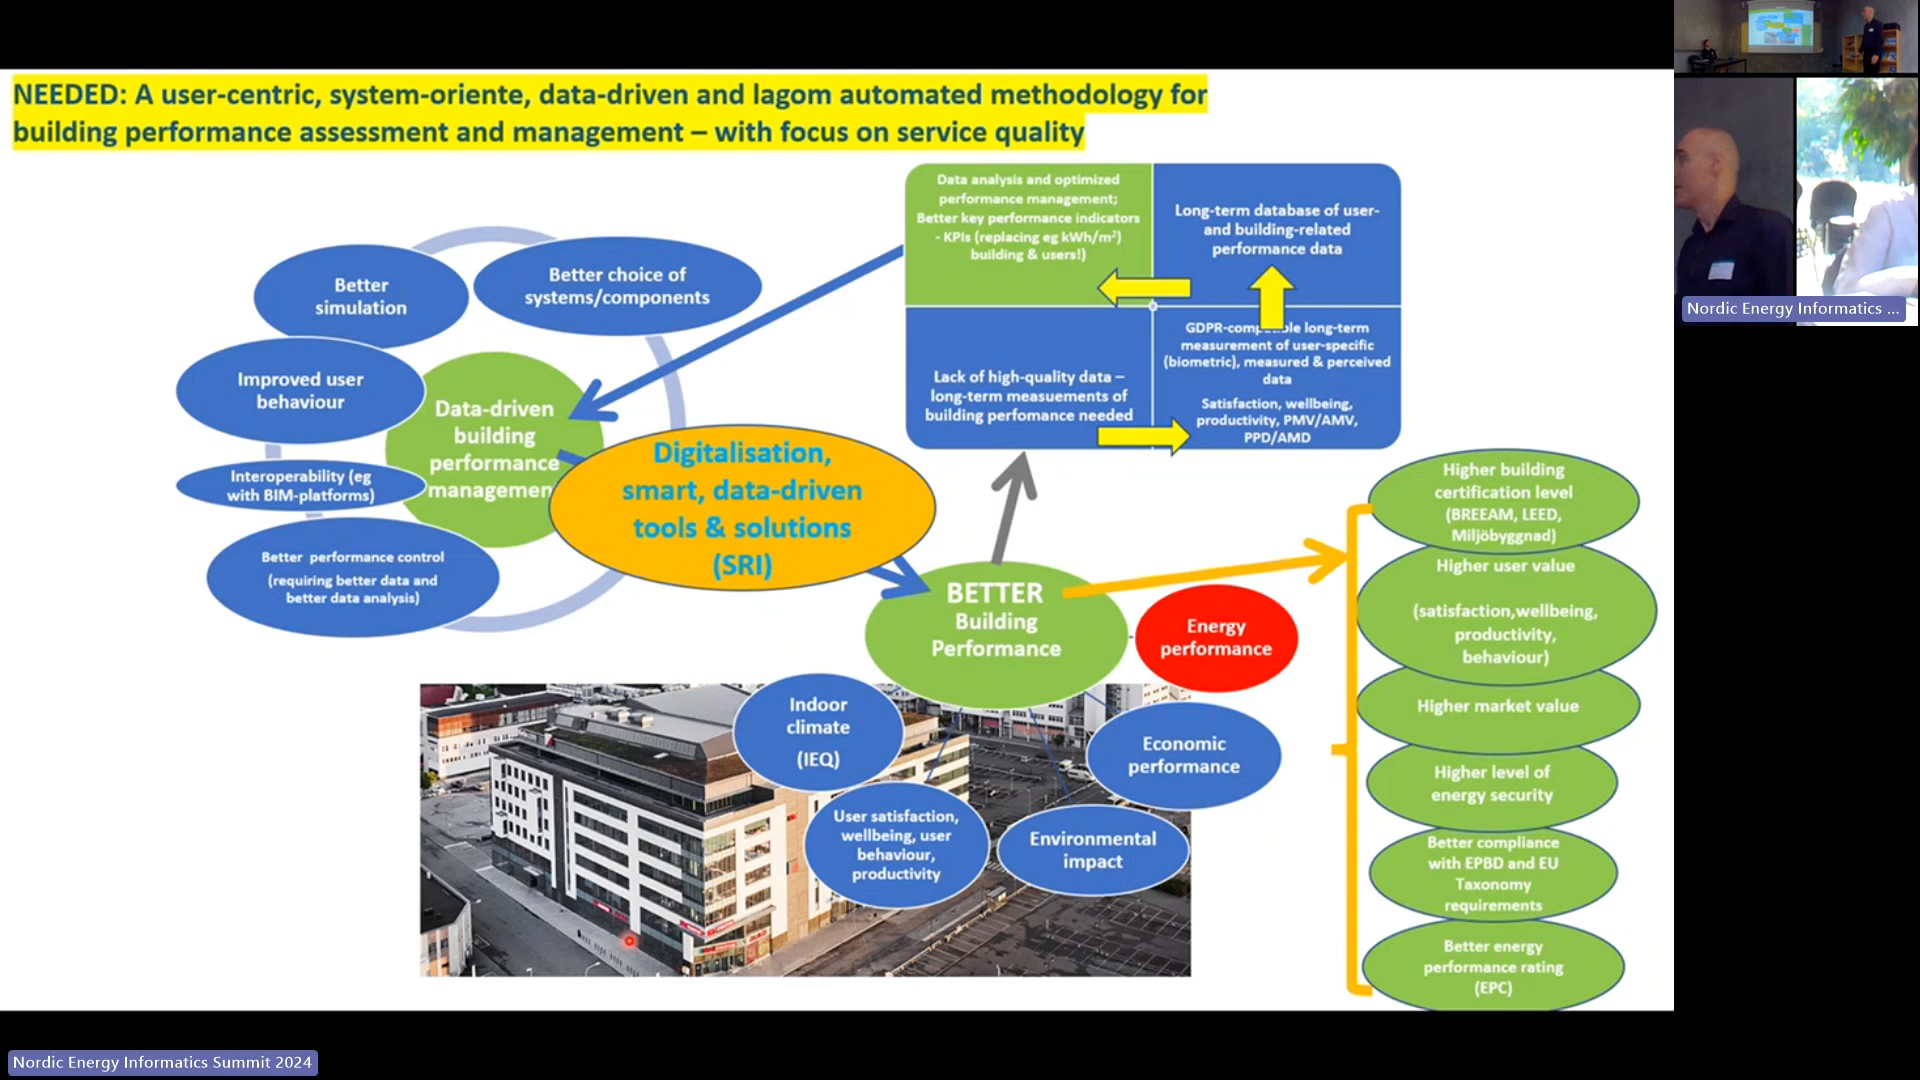 NEEDED: A user-centric, system-oriente, data-driven and lagom automated methodology for
building performance assessment and management – with focus on service quality
Data analysis and optimized
performance management;
Better key performance indicators
- KPIs (replacing eg kWh/m²)
building & users!)
Long-term database of user-
and building-related
performance data
Lack of high-quality data –
long-term measuements of
building perfomance needed
GDPR-compatible long-term
measurement of user-specific
(biometric), measured & perceived
data
Satisfaction, wellbeing,
productivity, PMV/AMV,
PPD/AMD
Better
simulation
Better choice of
systems/components
Improved user
behaviour
Interoperability (eg
with BIM-platforms)
Better performance control
(requiring better data and
better data analysis)
Data-driven
building
performance
managemen
Digitalisation,
smart, data-driven
tools & solutions
(SRI)
BETTER
Building
Performance
Energy
performance
Indoor
climate
(IEQ)
User satisfaction,
wellbeing, user
behaviour,
productivity
Environmental
impact
Economic
performance
Higher building
certification level
(BREEAM, LEED,
Miljöbyggnad)
Higher user value
(satisfaction,wellbeing,
productivity,
behaviour)
Higher market value
Higher level of
energy security
Better compliance
with EPBD and EU
Taxonomy
requirements
Better energy
performance rating
(EPC)
Nordic Energy Informatics ...
Nordic Energy Informatics Summit 2024